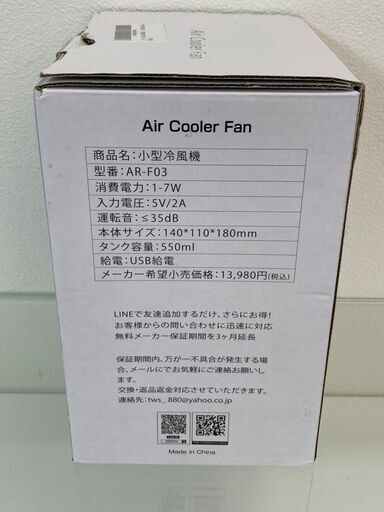 Air Cooler Fan
Air Cooler Fan
商品名：小型冷風機
型番：AR-F03
消費電力：1-7W
入力電圧：5V/2A
運転音：≤35dB
本体サイズ：140*110*180mm
タンク容量：550ml
給電：USB給電
メーカー希望小売価格：13,980円(税込)
LINEで友達追加するだけ、さらにお得！
お客様からの問い合わせに迅速に対応
無料メーカー保証期間を3ヶ月延長
保証期間内、万が一不具合が発生する場
合、メールにてお気軽にご連絡お願いし
ます。
交換・返品返金対応させていただきます。
連絡先：tws_880@yahoo.co.jp
Made in China